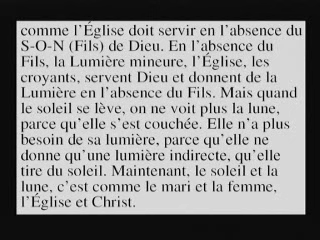 comme l’Église doit servir en l’absence du
S-O-N (Fils) de Dieu. En l’absence du
Fils, la Lumière mineure, l’Église, les
croyants, servent Dieu et donnent de la
Lumière en l’absence du Fils. Mais quand
le soleil se lève, on ne voit plus la lune,
parce qu’elle s’est couchée. Elle n’a plus
besoin de sa lumière, parce qu’elle ne
donne qu’une lumière indirecte, qu’elle
tire du soleil. Maintenant, le soleil et la
lune, c’est comme le mari et la femme,
l’Église et Christ.